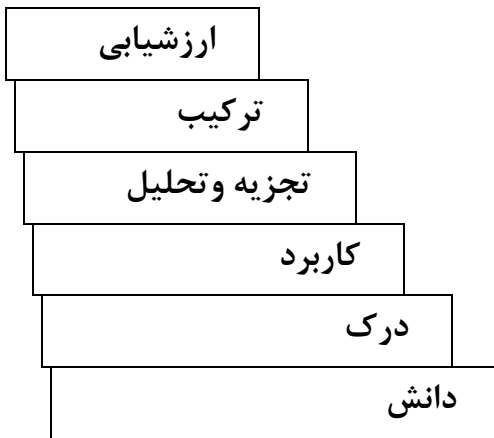 ارزشیابی
ترکیب
تجزیه وتحلیل
کاربرد
درک
دانش